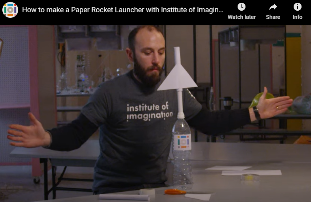 How to make a Paper Rocket Launcher with Institute of Imagin...
Watch later
Share
Info
institute of
imagination